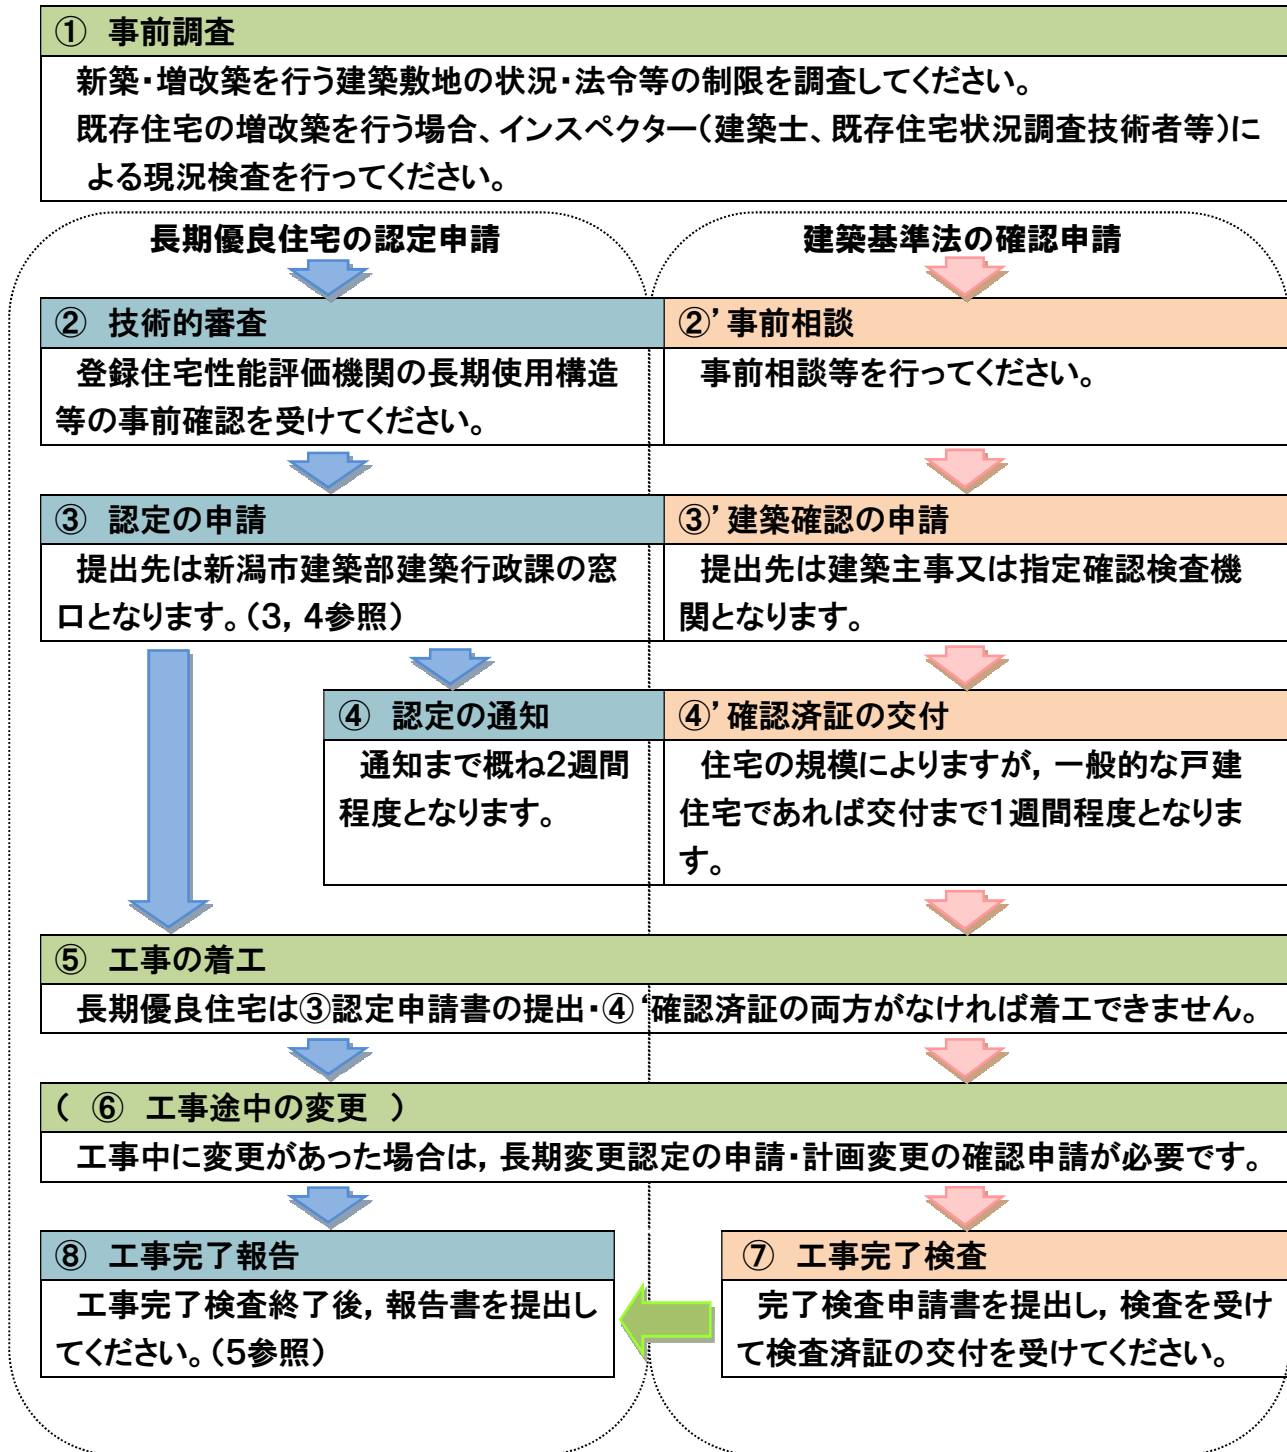 ① 事前調査
新築・増改築を行う建築敷地の状況・法令等の制限を調査してください。
既存住宅の増改築を行う場合、インスペクター（建築士、既存住宅状況調査技術者等）に
よる現況検査を行ってください。
長期優良住宅の認定申請
建築基準法の確認申請
② 技術的審査
登録住宅性能評価機関の長期使用構造
等の事前確認を受けてください。
②’事前相談
事前相談等を行ってください。
③ 認定の申請
提出先は新潟市建築部建築行政課の窓
口となります。（3，4参照）
③’建築確認の申請
提出先は建築主事又は指定確認検査機
関となります。
④ 認定の通知
通知まで概ね2週間
程度となります。
④’確認済証の交付
住宅の規模によりますが，一般的な戸建
住宅であれば交付まで1週間程度となりま
す。
⑤ 工事の着工
長期優良住宅は③認定申請書の提出・④‘確認済証の両方がなければ着工できません。
（ ⑥ 工事途中の変更 ）
工事中に変更があった場合は，長期変更認定の申請・計画変更の確認申請が必要です。
⑧ 工事完了報告
工事完了検査終了後，報告書を提出し
てください。（5参照）
⑦ 工事完了検査
完了検査申請書を提出し，検査を受け
て検査済証の交付を受けてください。